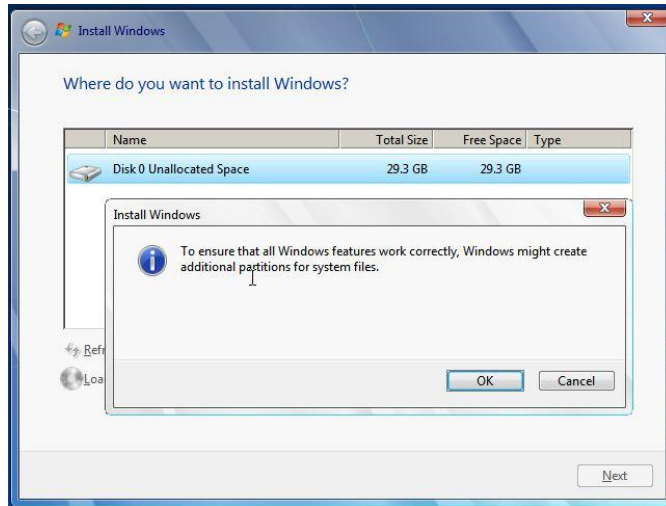 Install Windows
Where do you want to install Windows?
Name Total Size Free Space Type
Disk 0 Unallocated Space 29.3 GB 29.3 GB
Install Windows
To ensure that all Windows features work correctly, Windows might create
additional partitions for system files.
Refr
Loa
OK Cancel
Next